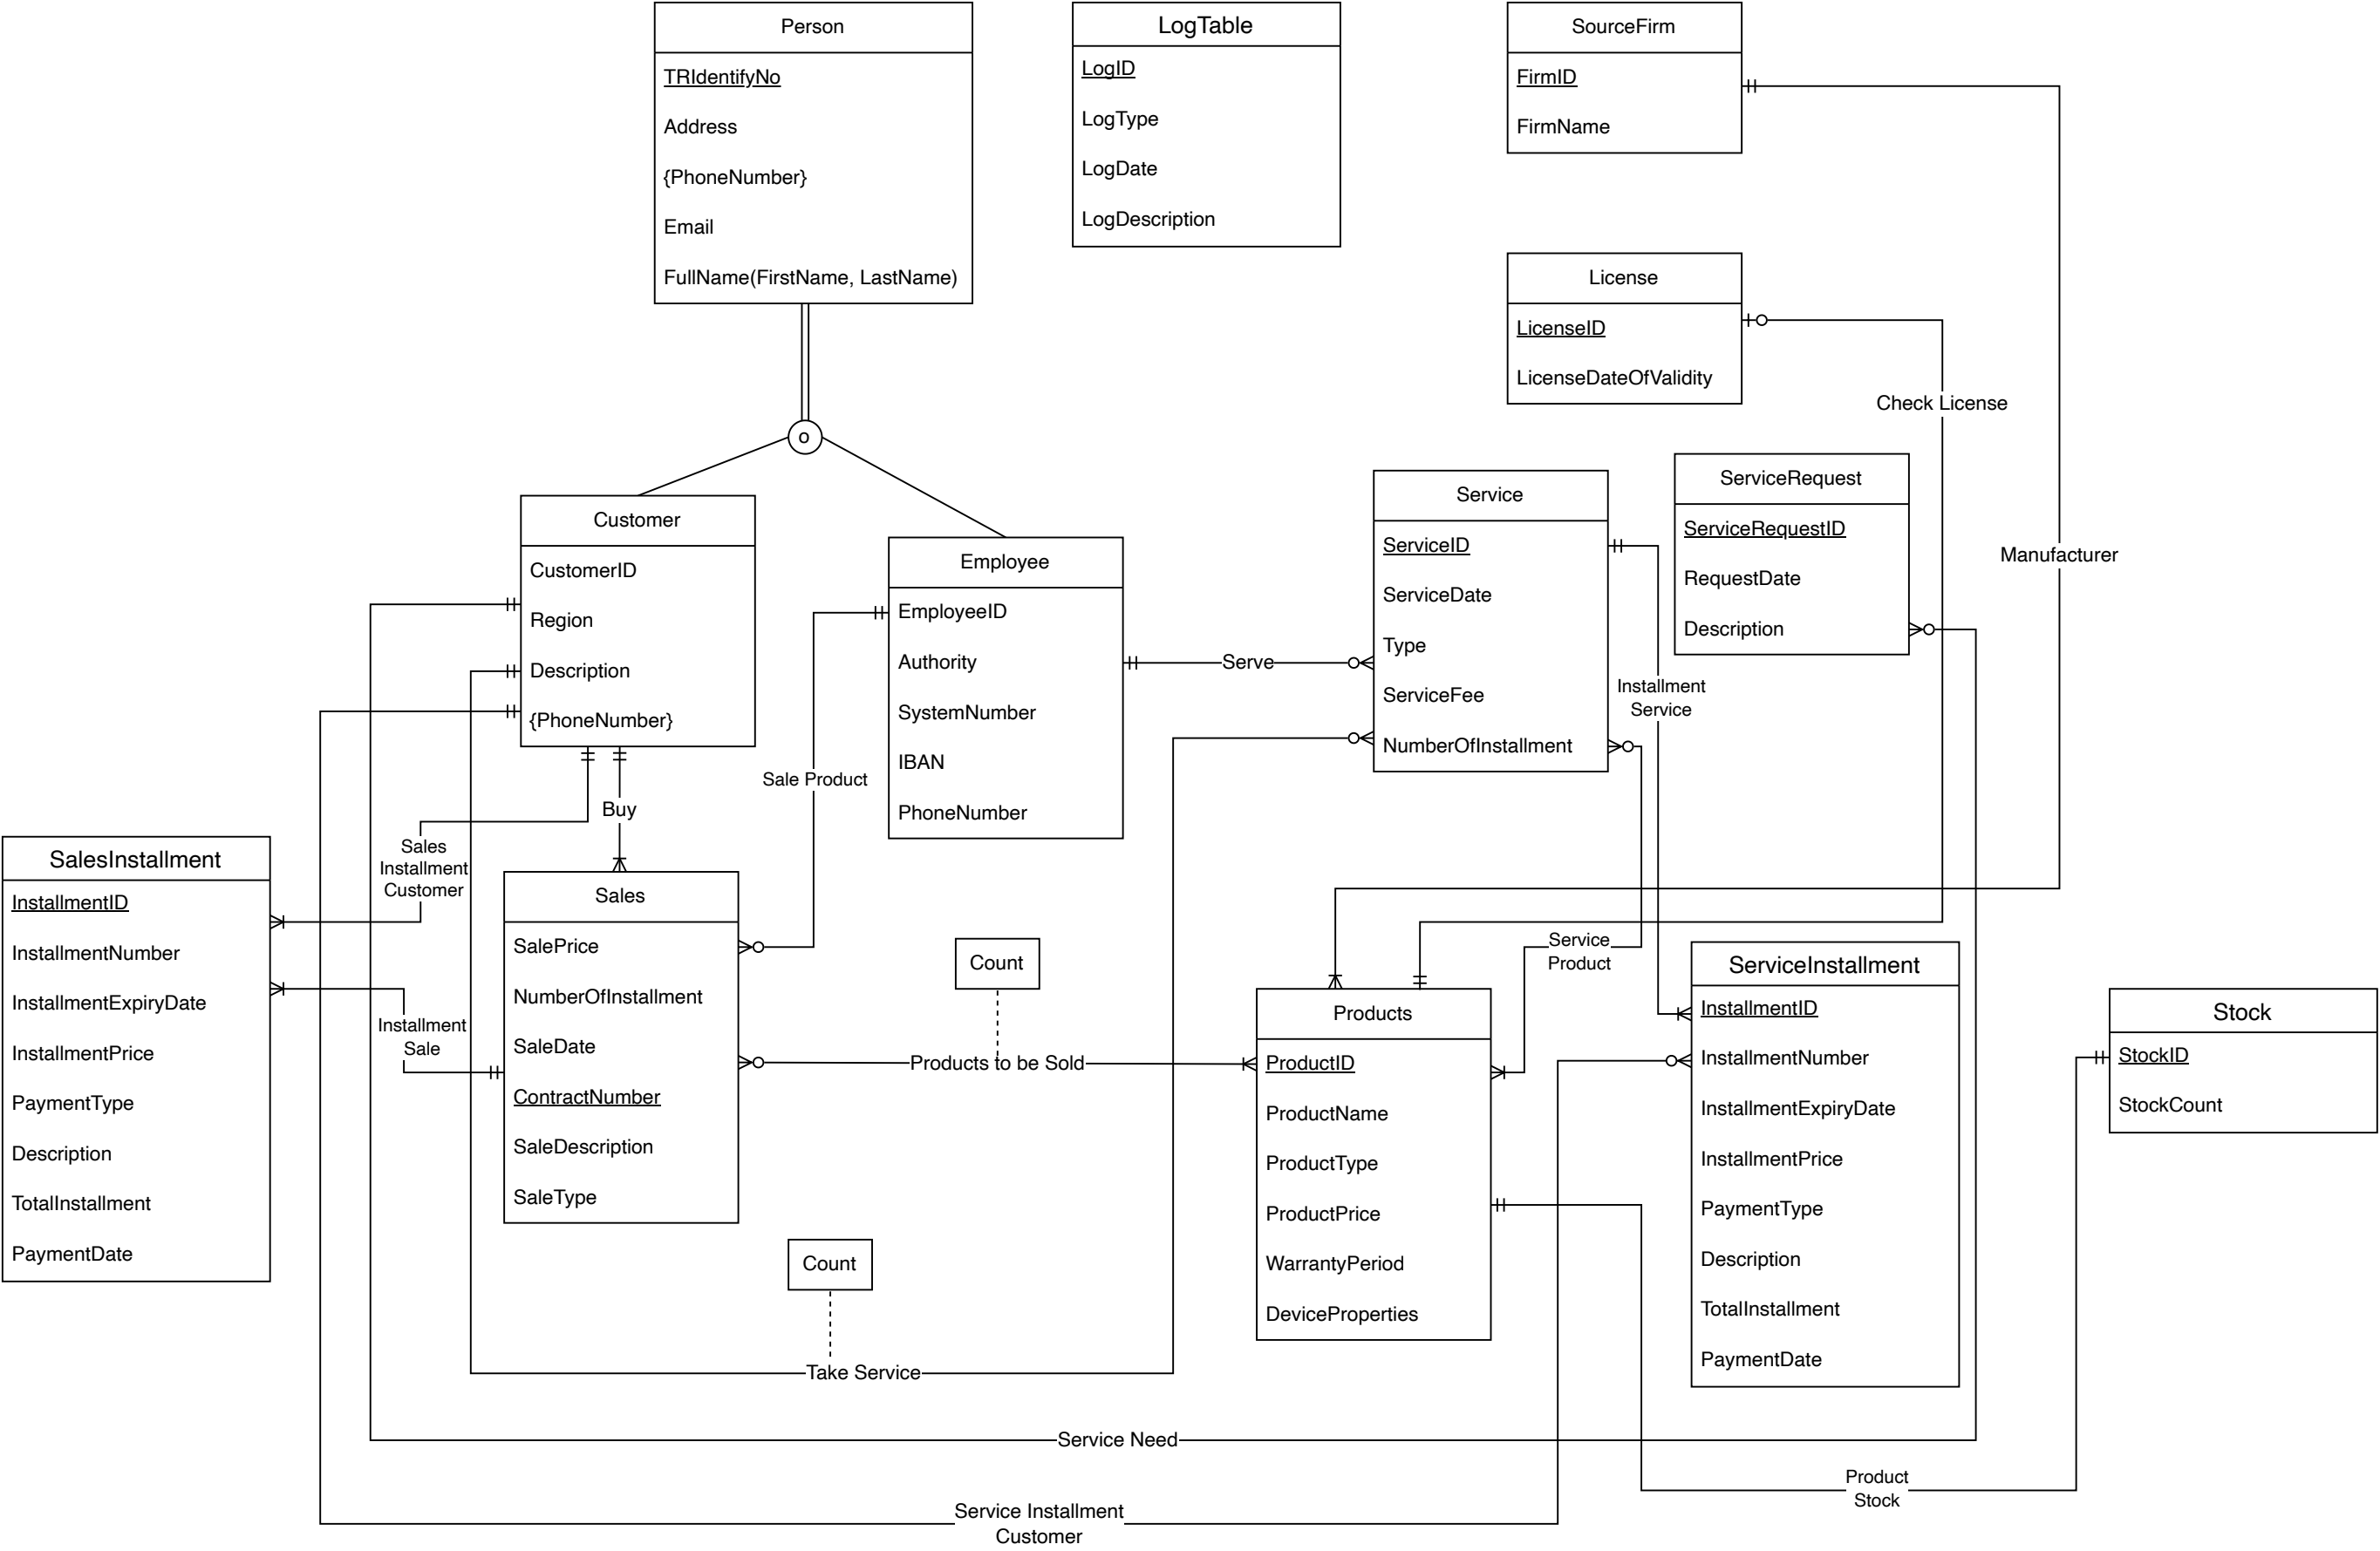 Person
TRIdentifyNo
Address
{PhoneNumber}
Email
FullName(FirstName, LastName)
LogTable
LogID
LogType
LogDate
LogDescription
SourceFirm
FirmID
FirmName
License
LicenseID
LicenseDateOfValidity
Check License
Manufacturer
o
Customer
CustomerID
Region
Description
{PhoneNumber}
Employee
EmployeeID
Authority
SystemNumber
IBAN
PhoneNumber
Serve
Service
ServiceID
ServiceDate
Type
ServiceFee
NumberOfInstallment
ServiceRequest
ServiceRequestID
RequestDate
Description
Installment
Service
Sale Product
Buy
Sales
Installment
Customer
SalesInstallment
InstallmentID
InstallmentNumber
InstallmentExpiryDate
InstallmentPrice
PaymentType
Description
TotalInstallment
PaymentDate
Installment
Sale
Sales
SalePrice
NumberOfInstallment
SaleDate
ContractNumber
SaleDescription
SaleType
Count
Products to be Sold
Service
Product
Products
ProductID
ProductName
ProductType
ProductPrice
WarrantyPeriod
DeviceProperties
ServiceInstallment
InstallmentID
InstallmentNumber
InstallmentExpiryDate
InstallmentPrice
PaymentType
Description
TotalInstallment
PaymentDate
Stock
StockID
StockCount
Count
Take Service
Service Need
Product
Stock
Service Installment
Customer